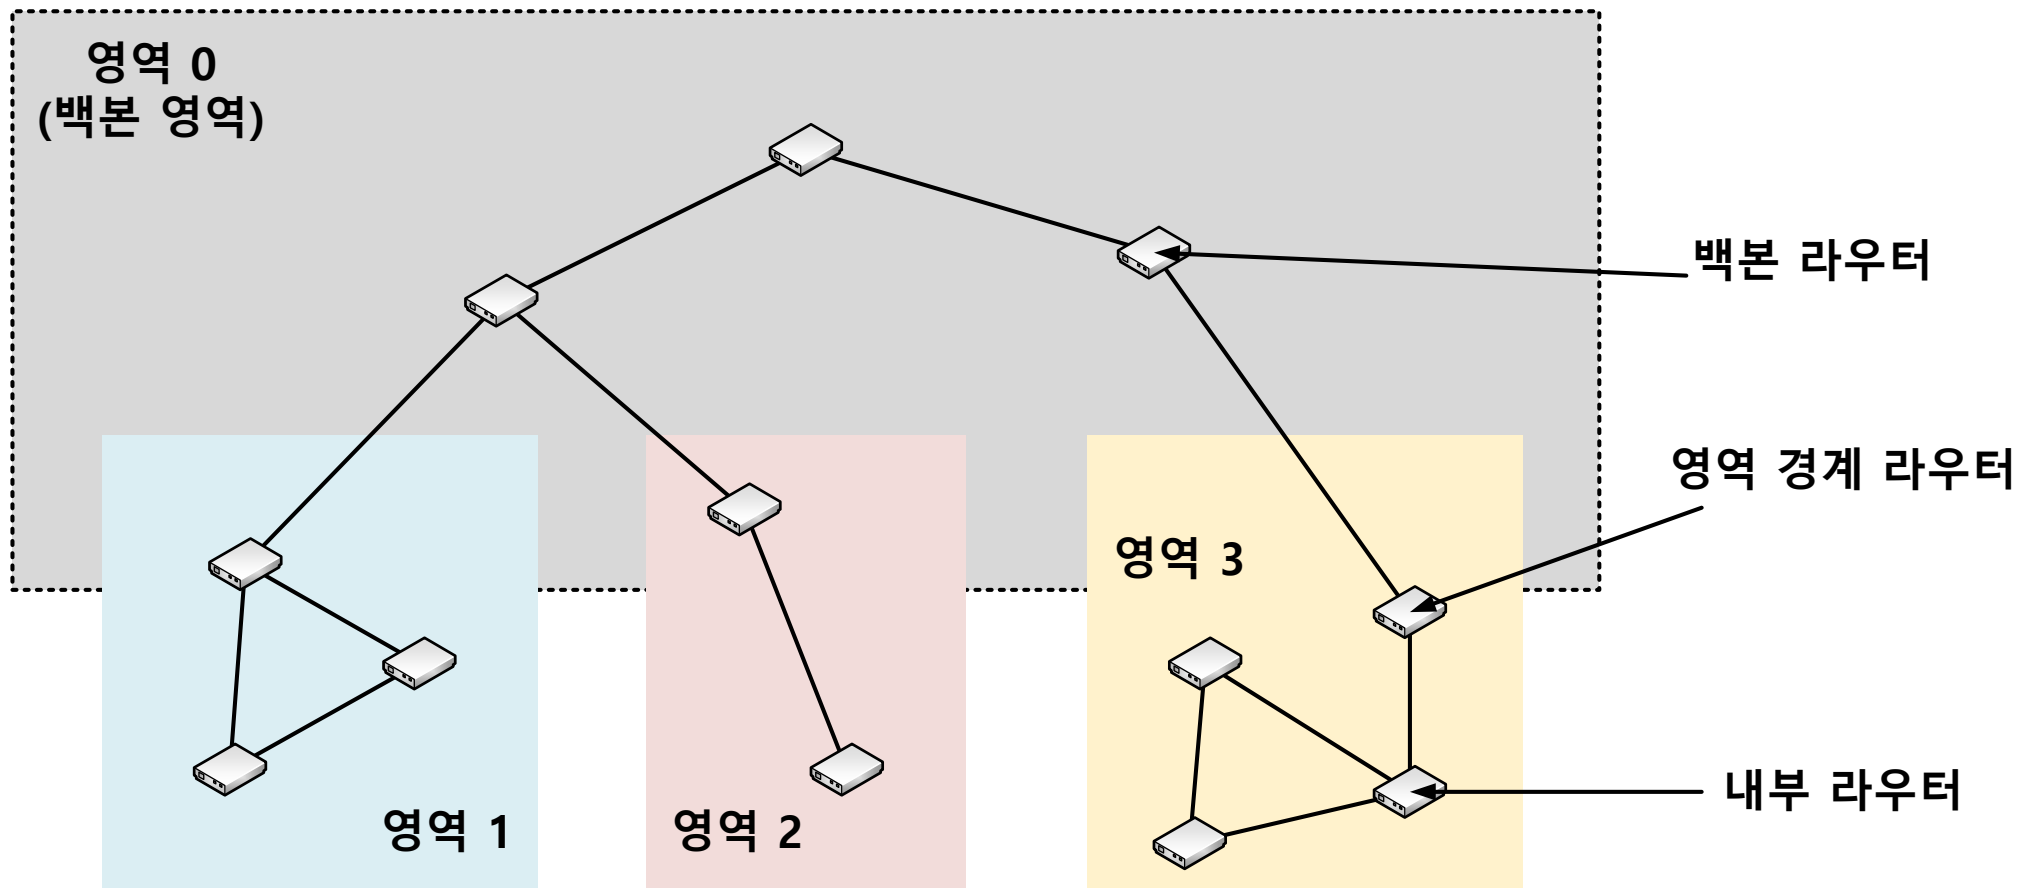 영역 0
(백본 영역)
백본 라우터
영역 경계 라우터
영역 3
내부 라우터
영역 1
영역 2